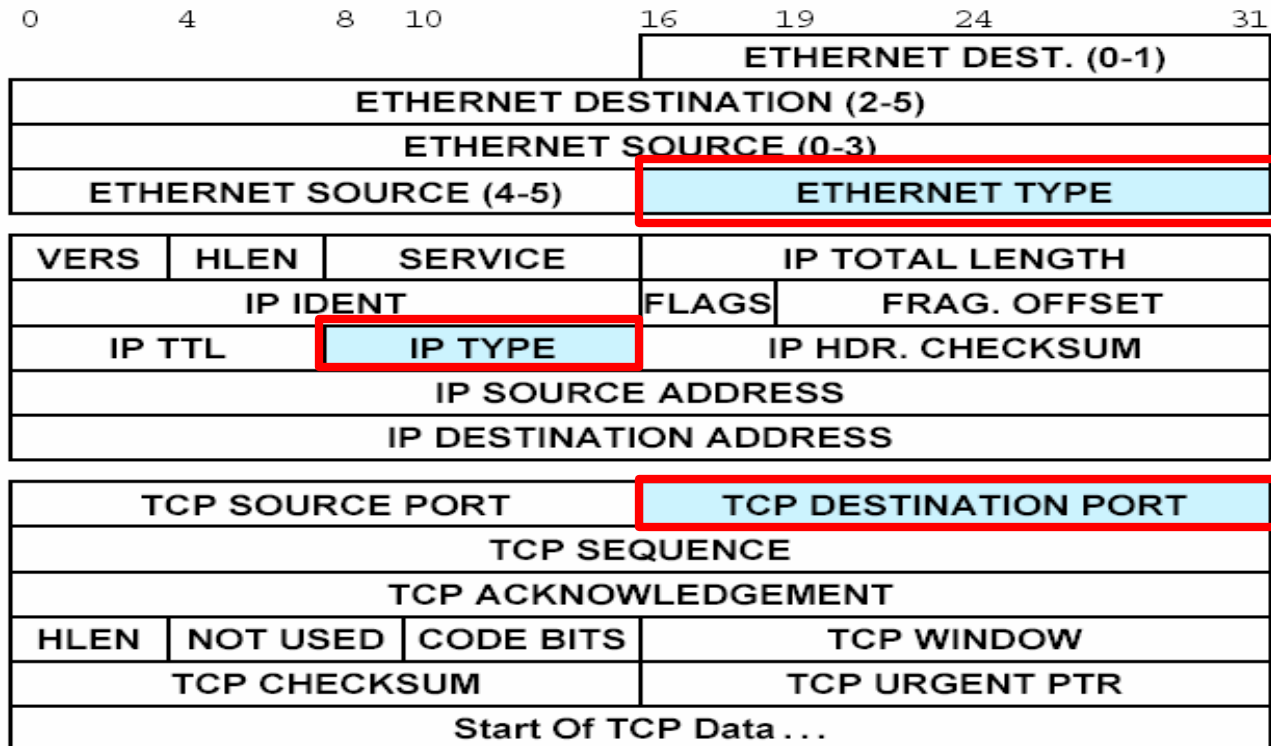 0 4 8 10 16 19 24 31
ETHERNET DEST. (0-1)
ETHERNET DESTINATION (2-5)
ETHERNET SOURCE (0-3)
ETHERNET SOURCE (4-5) ETHERNET TYPE
VERS HLEN SERVICE IP TOTAL LENGTH
IP IDENT FLAGS FRAG. OFFSET
IP TTL IP TYPE IP HDR. CHECKSUM
IP SOURCE ADDRESS
IP DESTINATION ADDRESS
TCP SOURCE PORT TCP DESTINATION PORT
TCP SEQUENCE
TCP ACKNOWLEDGEMENT
HLEN NOT USED CODE BITS TCP WINDOW
TCP CHECKSUM TCP URGENT PTR
Start Of TCP Data...